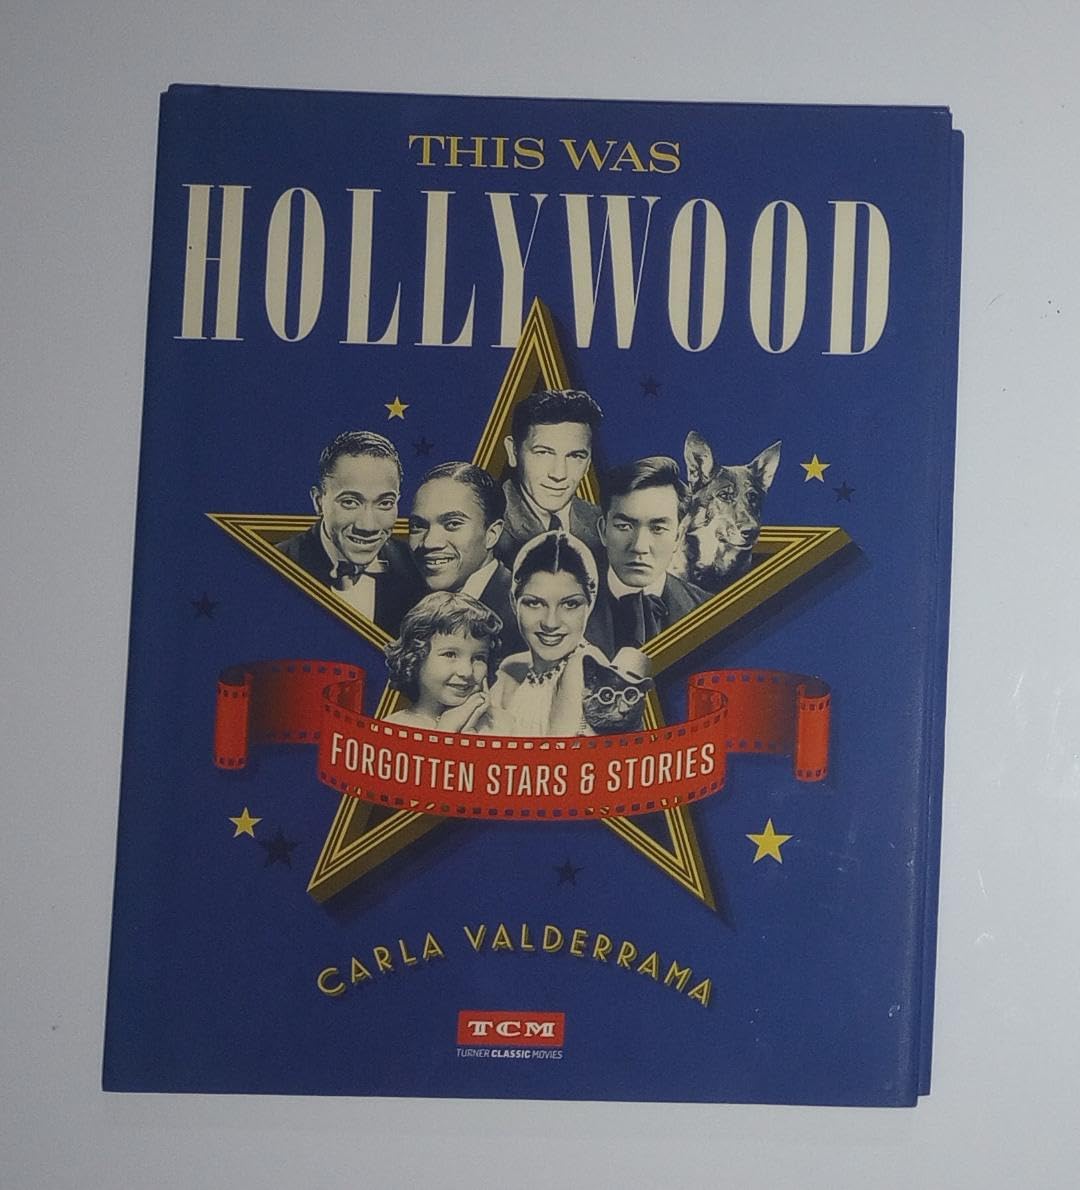 THIS WAS
HOLLYWOOD
FORGOTTEN STARS & STORIES
CARLA VALDERRAMA
TCM
TURNER CLASSIC MOVIES